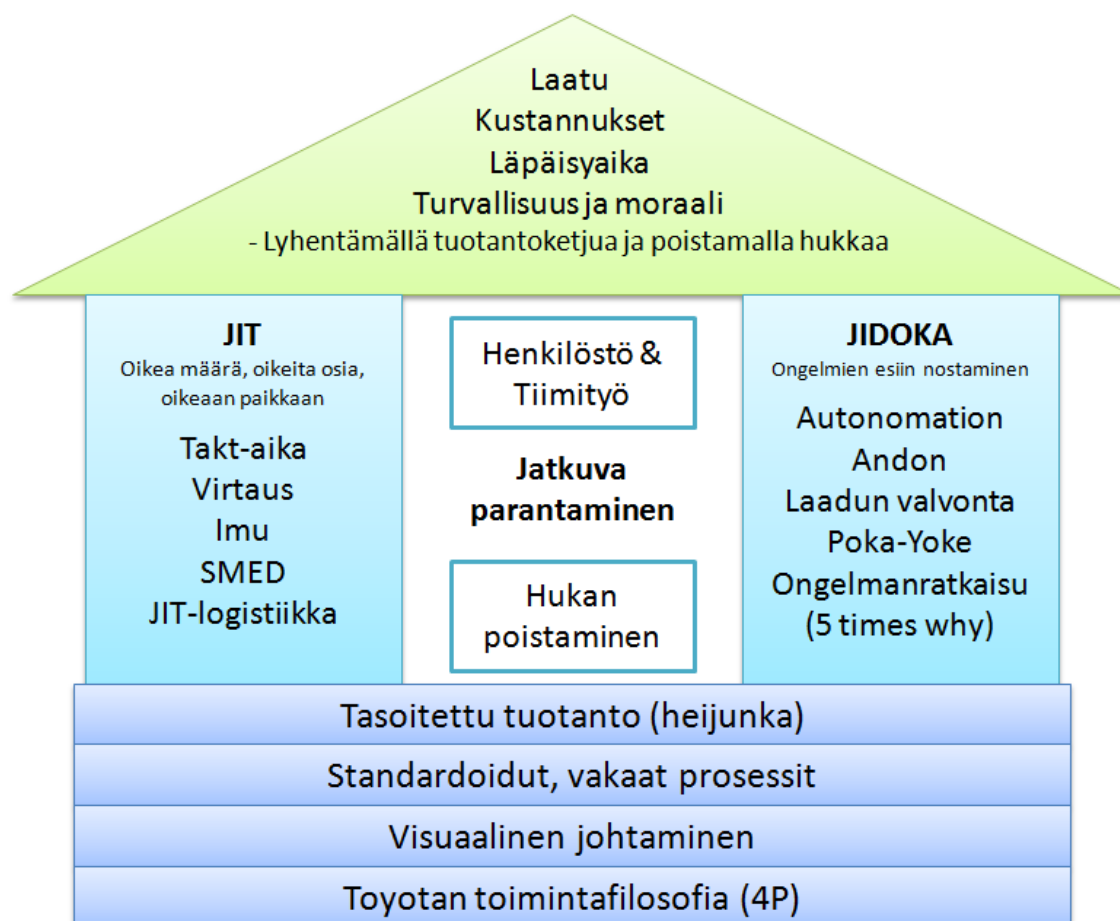 Laatu
Kustannukset
Läpäisyaika
Turvallisuus ja moraali
- Lyhentämällä tuotantoketjua ja poistamalla hukkaa
JIT
Oikea määrä, oikeita osia,
oikeaan paikkaan
Takt-aika
Virtaus
Imu
SMED
JIT-logistiikka
Henkilöstö &
Tiimityö
Jatkuva
parantaminen
Hukan
poistaminen
JIDOKA
Ongelmien esiin nostaminen
Autonomation
Andon
Laadun valvonta
Poka-Yoke
Ongelmanratkaisu
(5 times why)
Tasoitettu tuotanto (heijunka)
Standardoidut, vakaat prosessit
Visuaalinen johtaminen
Toyotan toimintafilosofia (4P)